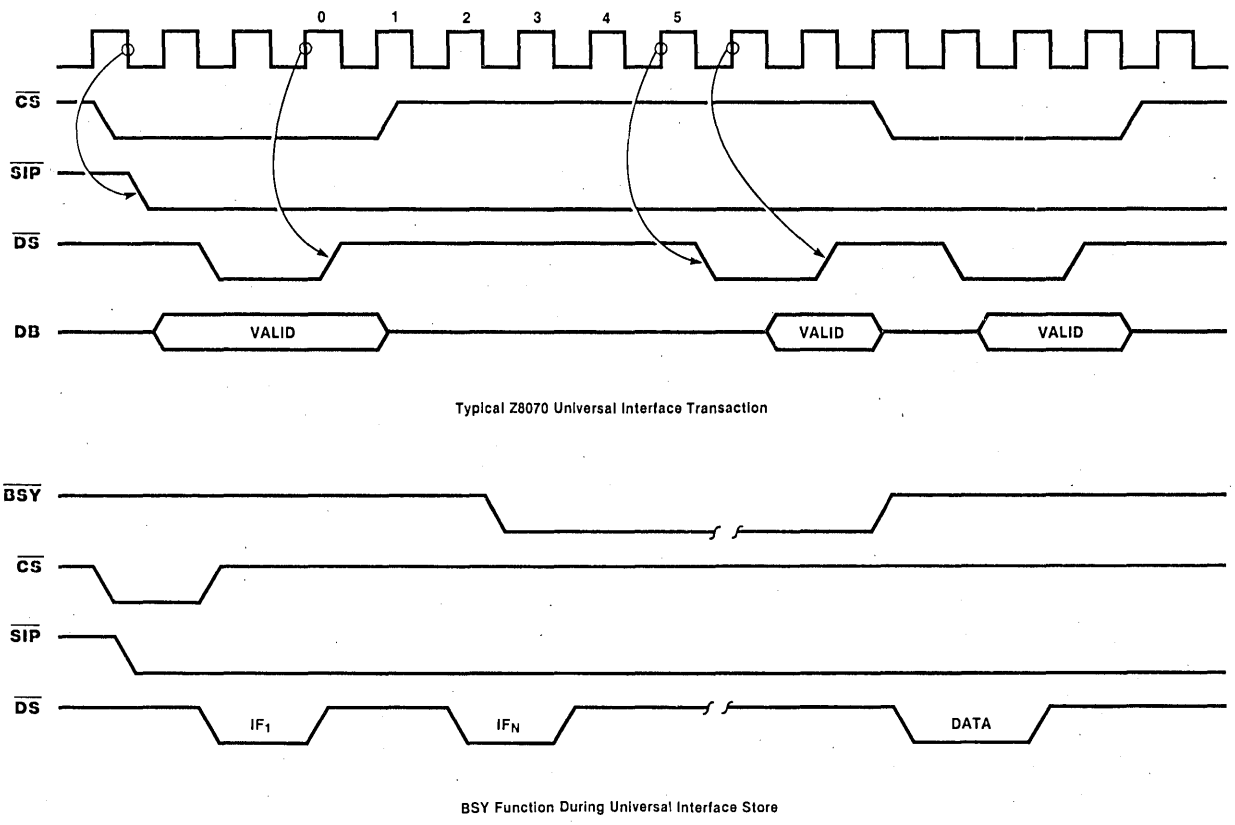 0 1 2 3 4 5
CS
SIP
DS
DB VALID VALID VALID
Typical Z8070 Universal Interface Transaction
BSY
CS
SIP
DS IF1 IFN DATA
BSY Function During Universal Interface Store